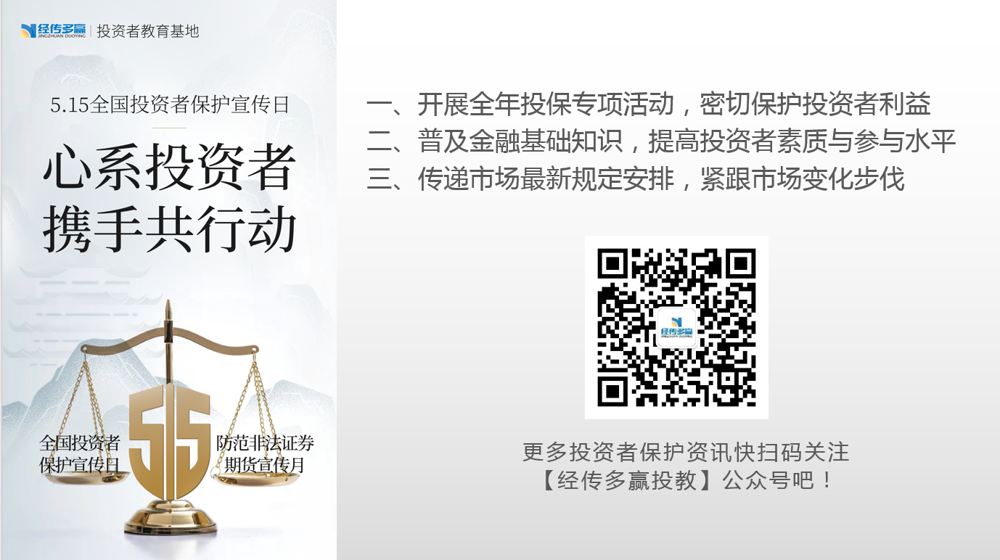 经传多赢
JINGZHUAN DUOYING
投资者教育基地
5.15全国投资者保护宣传日
心系投资者
携手共行动
515
全国投资者
保护宣传日
防范非法证券
期货宣传月
一、开展全年投保专项活动，密切保护投资者利益
二、普及金融基础知识，提高投资者素质与参与水平
三、传递市场最新规定安排，紧跟市场变化步伐
经传多赢
JINGZHUAN DUOYING
更多投资者保护资讯快扫码关注
【经传多赢投教】公众号吧！